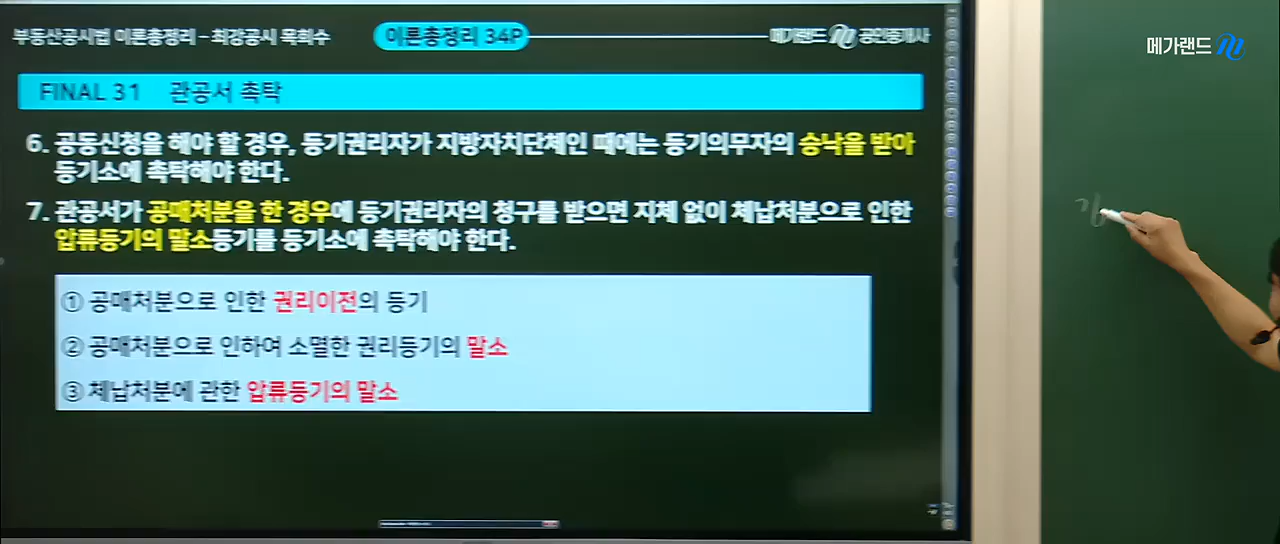 부동산공시법 이론총정리 – 최강공시 목희수
이론총정리 34P
메가랜드 공인중개사
메가랜드
FINAL 31 관공서 촉탁
6. 공동신청을 해야 할 경우, 등기권리자가 지방자치단체인 때에는 등기의무자의 승낙을 받아
등기소에 촉탁해야 한다.
7. 관공서가 공매처분을 한 경우에 등기권리자의 청구를 받으면 지체 없이 체납처분으로 인한
압류등기의 말소등기를 등기소에 촉탁해야 한다.
① 공매처분으로 인한 권리이전의 등기
② 공매처분으로 인하여 소멸한 권리등기의 말소
③ 체납처분에 관한 압류등기의 말소